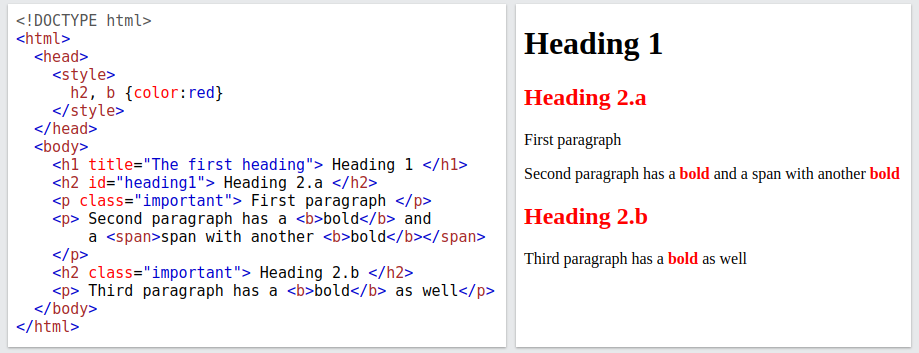 <!DOCTYPE html>
<html>
  <head>
    <style>
      h2, b {color:red}
    </style>
  </head>
  <body>
    <h1 title="The first heading"> Heading 1 </h1>
    <h2 id="heading1"> Heading 2.a </h2>
    <p class="important"> First paragraph </p>
    <p> Second paragraph has a <b>bold</b> and
        a <span>span with another <b>bold</b></span>
    </p>
    <h2 class="important"> Heading 2.b </h2>
    <p> Third paragraph has a <b>bold</b> as well</p>
  </body>
</html>
Heading 1
Heading 2.a
First paragraph
Second paragraph has a bold and a span with another bold
Heading 2.b
Third paragraph has a bold as well